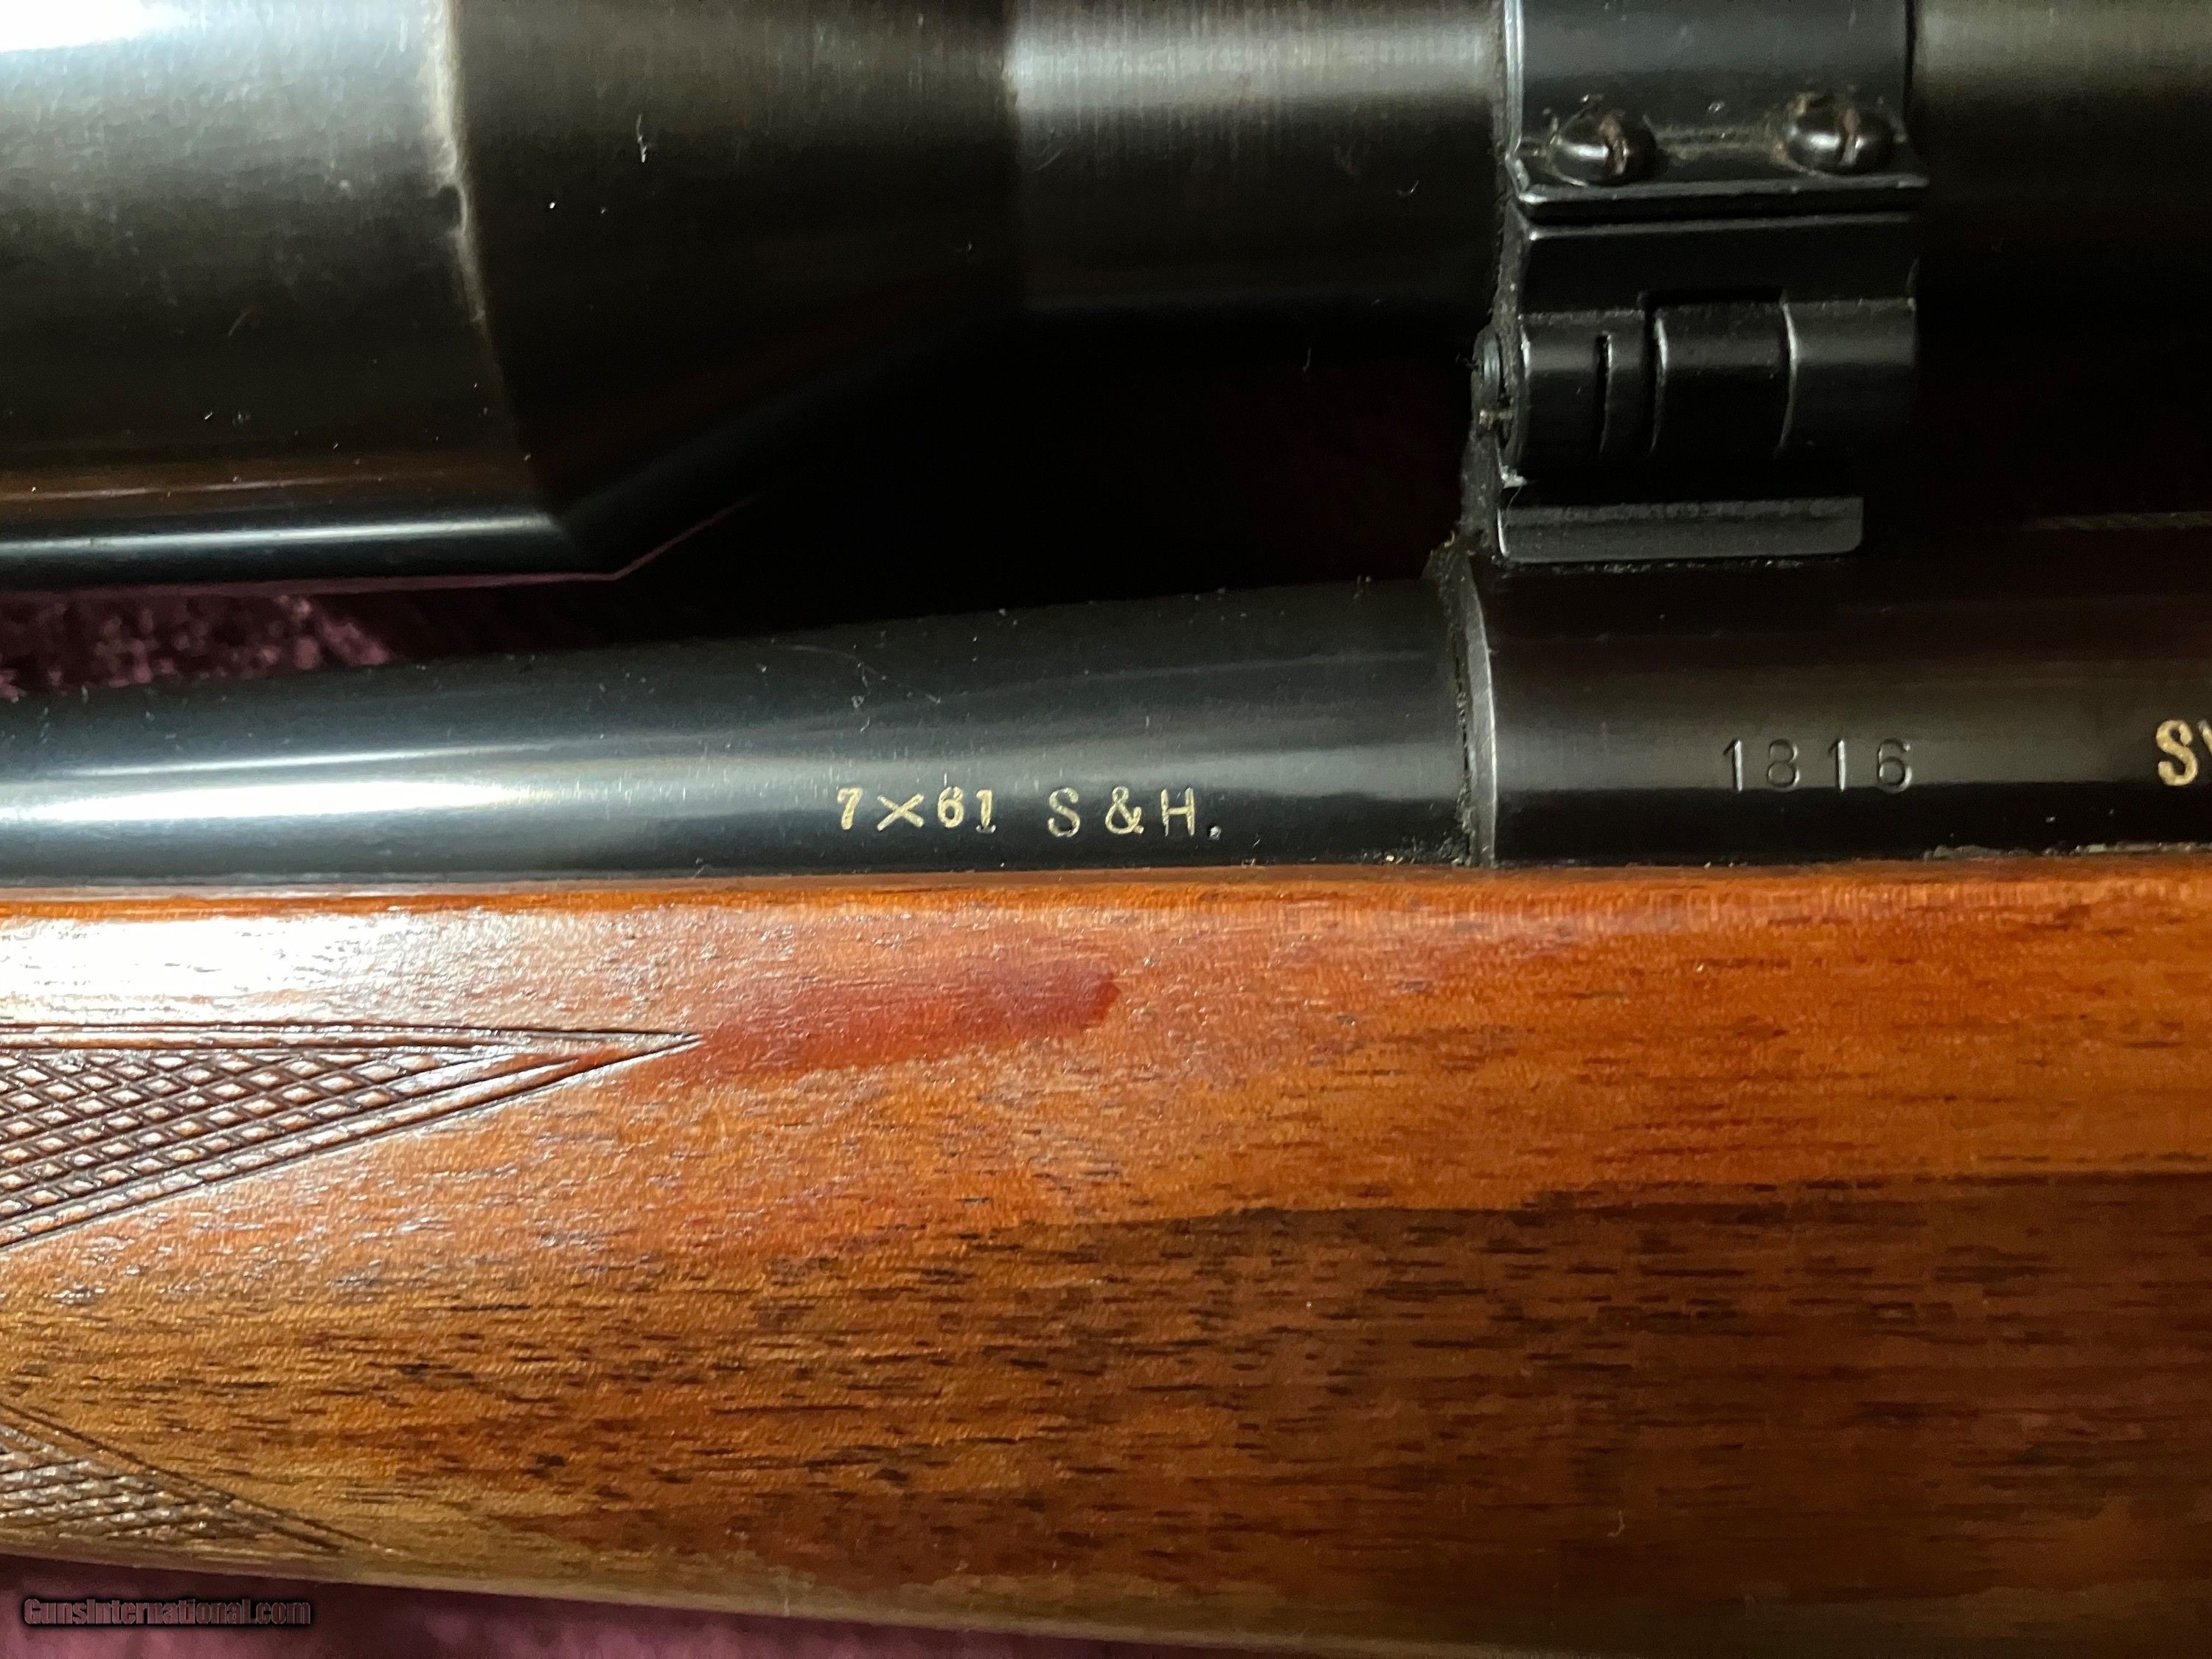 7×61 S&H.
1816
GunsInternational.com